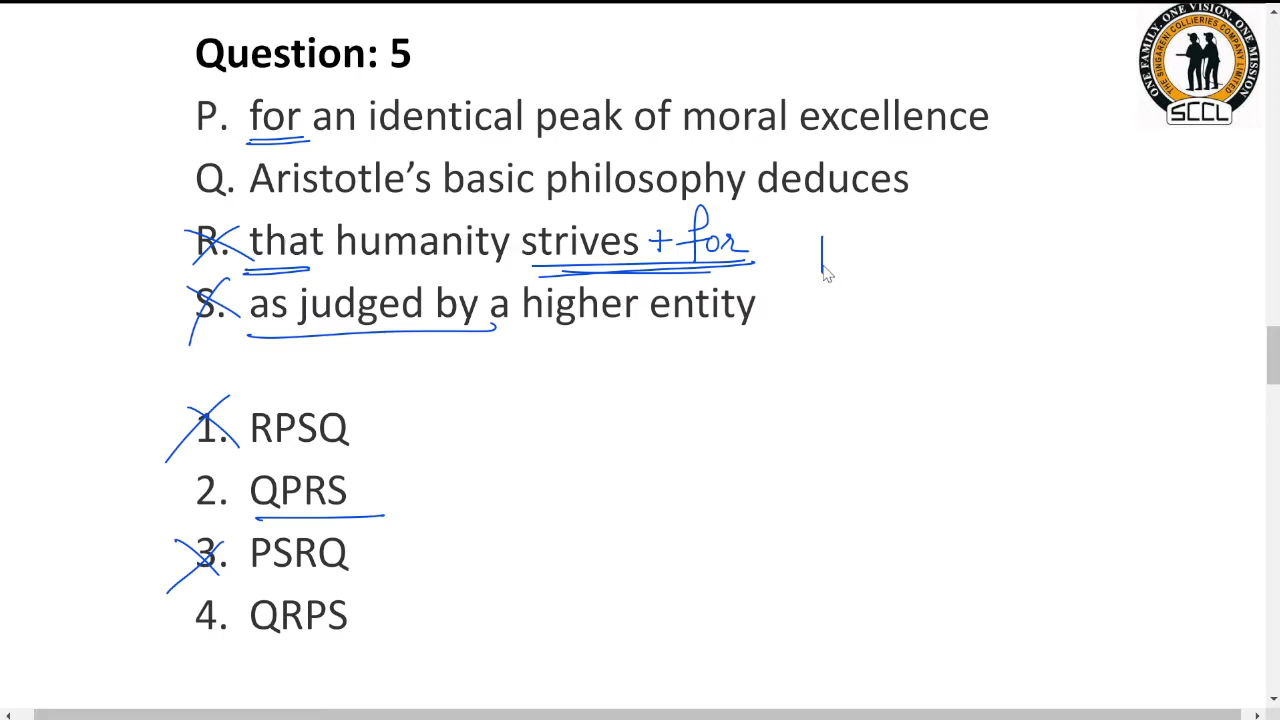 Question: 5
P. for an identical peak of moral excellence
Q. Aristotle’s basic philosophy deduces
R. that humanity strives + for
S. as judged by a higher entity
1. RPSQ
2. QPRS
3. PSRQ
4. QRPS
ONE FAMILY. ONE VISION. ONE MISSION
THE SINGARENI COLLIERIES COMPANY LIMITED
SCCL